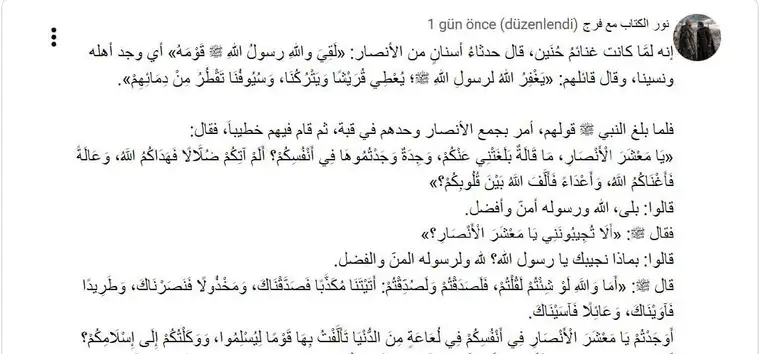 نور الكتاب مع فرج 1 gün önce (düzenlendi)
إنه لمَّا كانت غنائمُ حُنَين، قال حدثاءُ أسنانٍ من الأنصار: «لَقِيَ واللهِ رسولُ اللهِ ﷺ قَوْمَهُ» أي وجد أهله
ونسينا، وقال قائلهم: «يَغْفِرُ اللهُ لرسولِ اللهِ ﷺ؛ يُعْطِي قُرَيْشًا وَيَتْرُكُنَا، وَسُيُوفُنَا تَقْطُرُ مِنْ دِمَائِهِمْ».
فلما بلغ النبي ﷺ قولهم، أمر بجمع الأنصار وحدهم في قبة، ثم قام فيهم خطيباً، فقال:
«يَا مَعْشَرَ الْأَنْصَارِ، مَا قَالَةٌ بَلَغَتْنِي عَنْكُمْ، وَجِدَةٌ وَجَدْتُمُوهَا فِي أَنْفُسِكُمْ؟ أَلَمْ آتِكُمْ ضُلَّالًا فَهَدَاكُمُ اللهُ، وَعَالَةً
فَأَغْنَاكُمُ اللهُ، وَأَعْدَاءً فَأَلَّفَ اللهُ بَيْنَ قُلُوبِكُمْ؟»
قالوا: بلى، الله ورسوله أمنّ وأفضل.
فقال ﷺ: «أَلَا تُجِيبُونَنِي يَا مَعْشَرَ الْأَنْصَارِ؟»
قالوا: بماذا نجيبك يا رسول الله؟ لله ولرسوله المنّ والفضل.
قال ﷺ: «أَمَا وَاللهِ لَوْ شِئْتُمْ لَقُلْتُمْ، فَلَصَدَقْتُمْ وَلَصُدِّقْتُمْ: أَتَيْتَنَا مُكَذَّبًا فَصَدَّقْنَاكَ، وَمَخْذُولًا فَنَصَرْنَاكَ، وَطَرِيدًا
فَآوَيْنَاكَ، وَعَائِلًا فَآسَيْنَاكَ.
أَوَجَدْتُمْ يَا مَعْشَرَ الْأَنْصَارِ فِي أَنْفُسِكُمْ فِي لُعَاعَةٍ مِنَ الدُّنْيَا تَأَلَّفْتُ بِهَا قَوْمًا لِيُسْلِمُوا، وَوَكَلْتُكُمْ إِلَى إِسْلَامِكُمْ؟